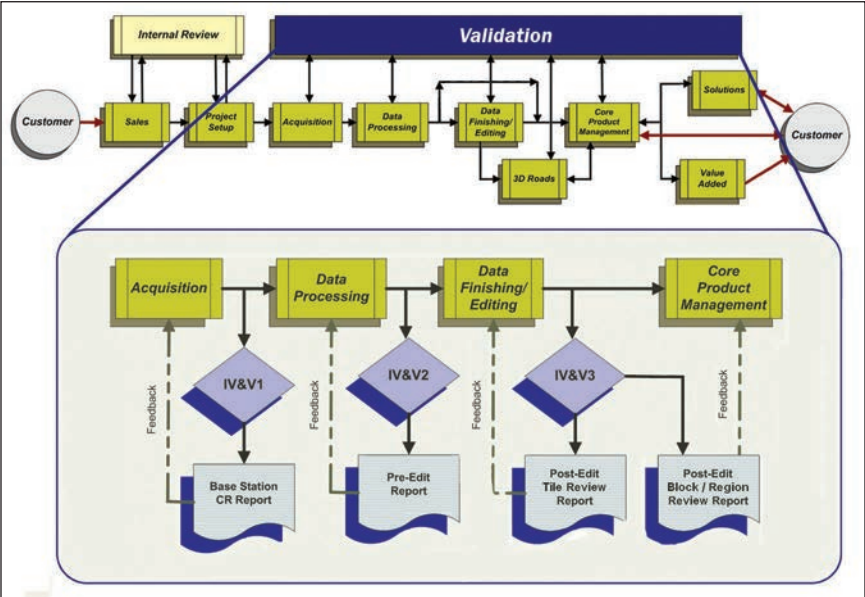 Internal Review
Validation
Customer
Sales
Project
Setup
Acquisition
Data
Processing
Data
Finishing/
Editing
Core
Product
Management
Solutions
Customer
3D Roads
Value
Added
Acquisition
Data
Processing
Data
Finishing/
Editing
Core
Product
Management
IV&V1
IV&V2
IV&V3
Feedback
Feedback
Feedback
Feedback
Base Station
CR Report
Pre-Edit
Report
Post-Edit
Tile Review
Report
Post-Edit
Block / Region
Review Report